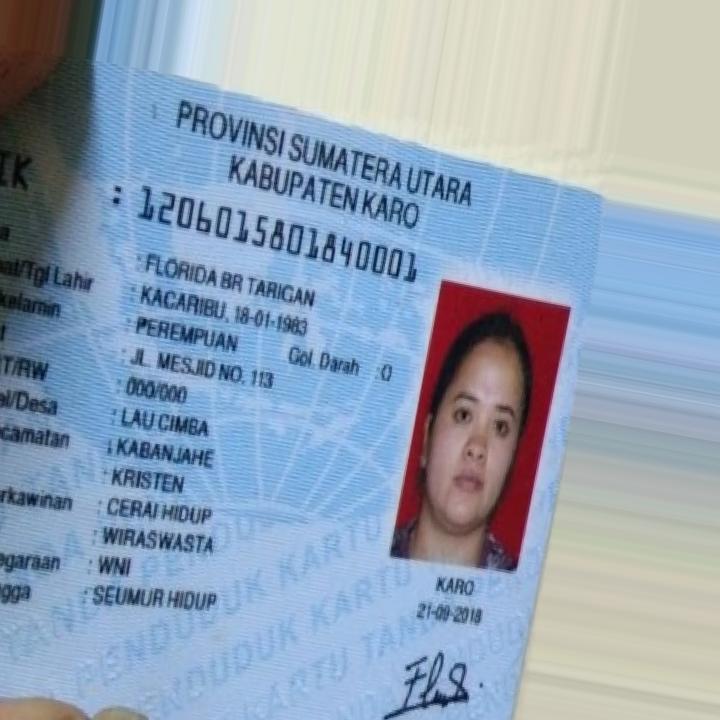 PROVINSI SUMATERA UTARA
KABUPATEN KARO
IK : 1206015801840001
a : FLORIDA BR TARIGAN
at/Tgl Lahir : KACARIBU, 18-01-1983
kelamin : PEREMPUAN Gol. Darah : O
t : JL. MESJID NO. 113
T/RW : 000/000
el/Desa : LAU CIMBA
camatan : KABANJAHE
KRISTEN
rkawinan : CERAI HIDUP
: WIRASWASTA
egaraan : WNI
gga : SEUMUR HIDUP
KARO
21-09-2018